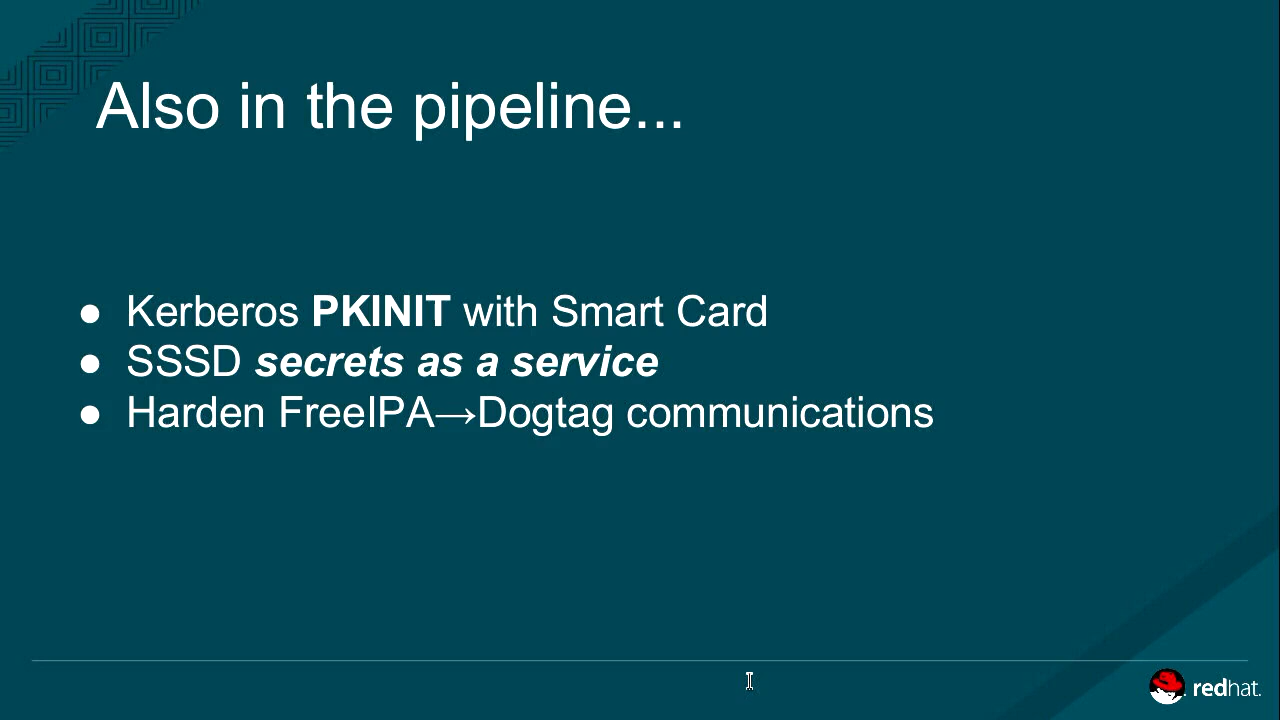 Also in the pipeline...
● Kerberos PKINIT with Smart Card
● SSSD secrets as a service
● Harden FreeIPA→Dogtag communications
redhat.